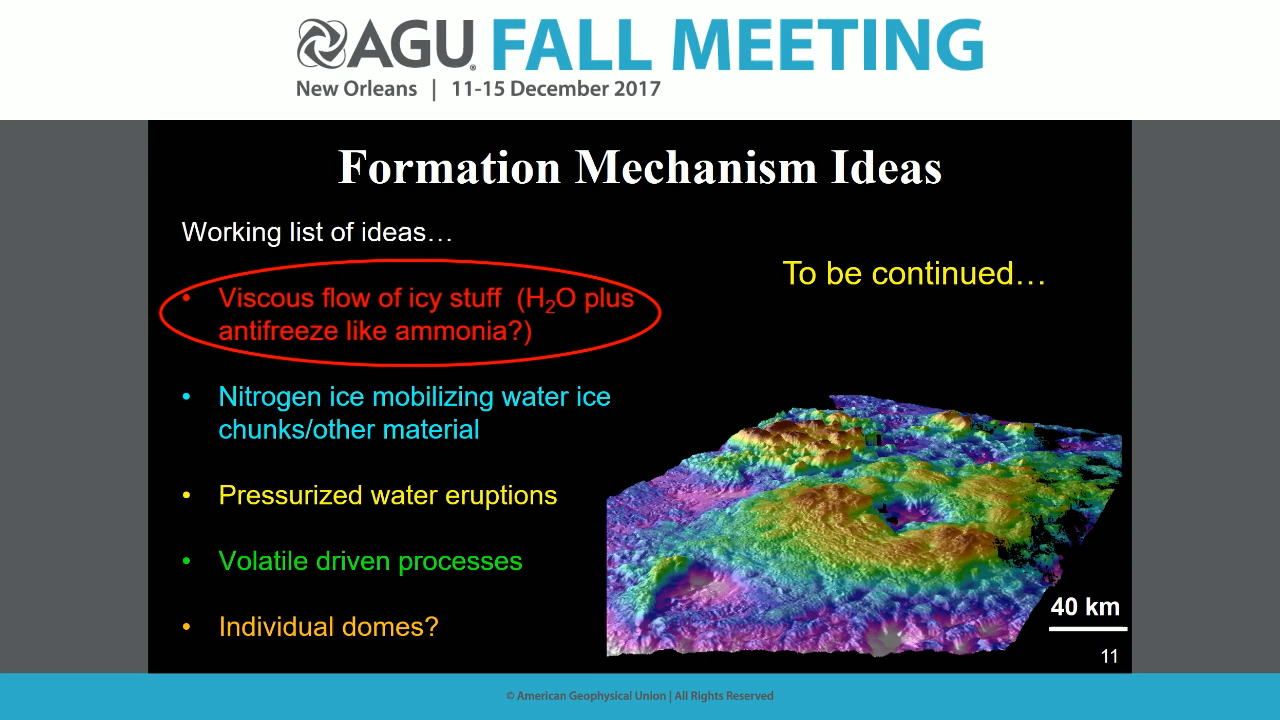 AGU FALL MEETING
New Orleans | 11-15 December 2017
Formation Mechanism Ideas
Working list of ideas…
To be continued…
• Viscous flow of icy stuff (H₂O plus
antifreeze like ammonia?)
• Nitrogen ice mobilizing water ice
chunks/other material
• Pressurized water eruptions
• Volatile driven processes
• Individual domes?
40 km
11
© American Geophysical Union | All Rights Reserved